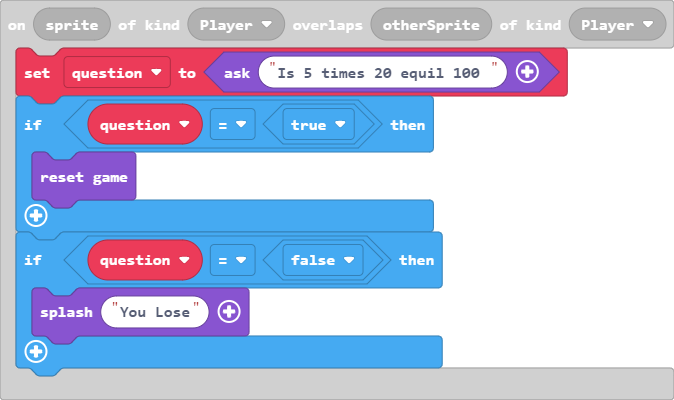 on sprite of kind Player overlaps otherSprite of kind Player
set question to ask "Is 5 times 20 equil 100 "
if question = true then
reset game
if question = false then
splash "You Lose"